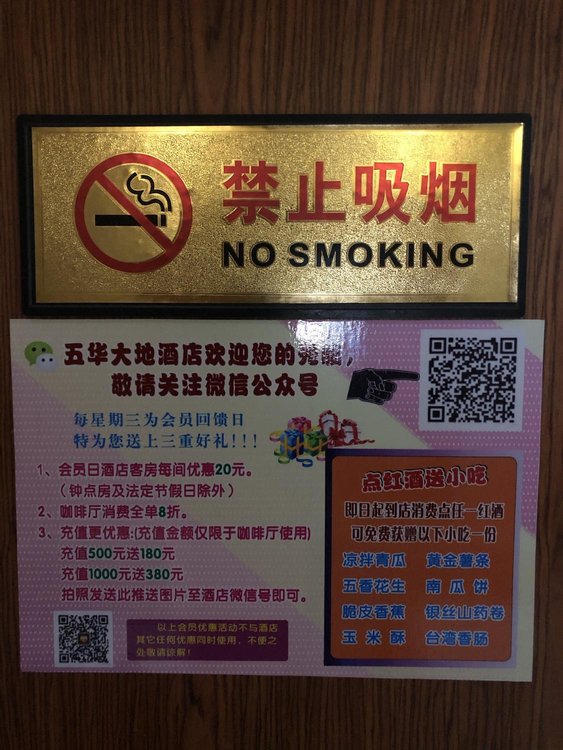 禁止吸烟
NO SMOKING
五华大地酒店欢迎您的光临，
敬请关注微信公众号
每星期三为会员回馈日
特为您送上三重好礼!!!
1、会员日酒店客房每间优惠20元。
（钟点房及法定节假日除外）
2、咖啡厅消费全单8折。
3、充值更优惠:(充值金额仅限于咖啡厅使用)
充值500元送180元
充值1000元送380元
拍照发送此推送图片至酒店微信号即可。
以上会员优惠活动不与酒店
其它任何优惠同时使用，不便之
处敬请谅解！
点红酒送小吃
即日起到店消费点任一红酒
可免费获赠以下小吃一份
凉拌青瓜 黄金薯条
五香花生 南瓜饼
脆皮香蕉 银丝山药卷
玉米酥 台湾香肠